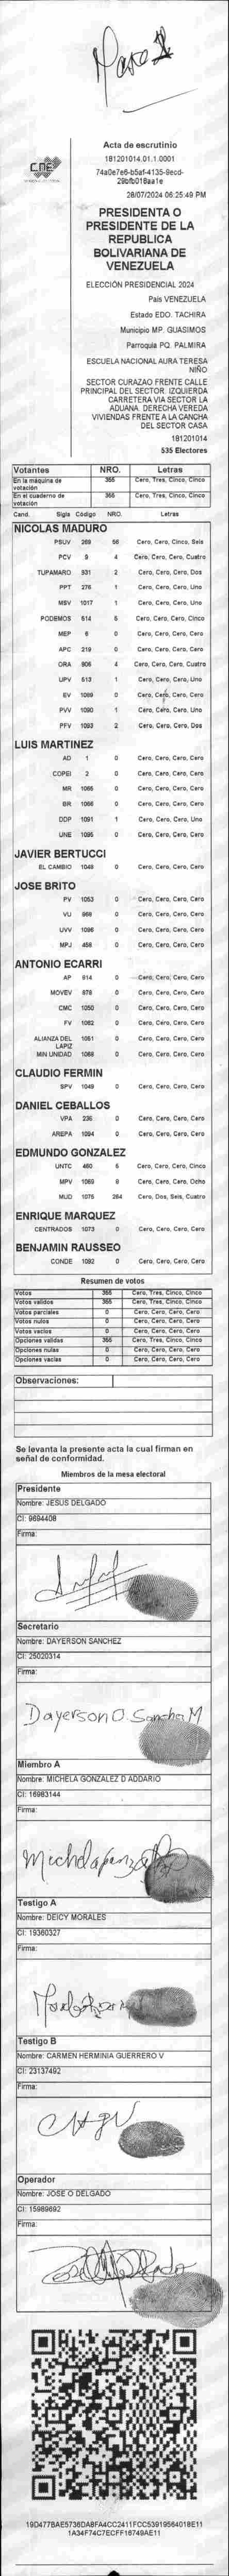 Mesa 1
CNE
Acta de escrutinio
181201014.01.1.0001
74a0e7e6-b5af-4135-9ecd-
29bfb018aa1e
28/07/2024 06:25:49 PM
PRESIDENTA O
PRESIDENTE DE LA
REPUBLICA
BOLIVARIANA DE
VENEZUELA
ELECCIÓN PRESIDENCIAL 2024
País VENEZUELA
Estado EDO. TACHIRA
Municipio MP. GUASIMOS
Parroquia PQ. PALMIRA
ESCUELA NACIONAL AURA TERESA
NIÑO
SECTOR CURAZAO FRENTE CALLE
PRINCIPAL DEL SECTOR. IZQUIERDA
CARRETERA VIA SECTOR LA
ADUANA. DERECHA VEREDA
VIVIENDAS FRENTE A LA CANCHA
DEL SECTOR CASA
181201014
535 Electores
Votantes NRO. Letras
En la máquina de votación 355 Cero, Tres, Cinco, Cinco
En el cuaderno de votación 355 Cero, Tres, Cinco, Cinco
Cand. Sigla Código NRO. Letras
NICOLAS MADURO
PSUV 269 56 Cero, Cero, Cinco, Seis
PCV 9 4 Cero, Cero, Cero, Cuatro
TUPAMARO 531 2 Cero, Cero, Cero, Dos
PPT 276 1 Cero, Cero, Cero, Uno
MSV 1017 1 Cero, Cero, Cero, Uno
PODEMOS 514 5 Cero, Cero, Cero, Cinco
MEP 6 0 Cero, Cero, Cero, Cero
APC 219 0 Cero, Cero, Cero, Cero
ORA 906 4 Cero, Cero, Cero, Cuatro
UPV 513 1 Cero, Cero, Cero, Uno
EV 1089 0 Cero, Cero, Cero, Cero
PVV 1090 1 Cero, Cero, Cero, Uno
PFV 1093 2 Cero, Cero, Cero, Dos
LUIS MARTINEZ
AD 1 0 Cero, Cero, Cero, Cero
COPEI 2 0 Cero, Cero, Cero, Cero
MR 1066 0 Cero, Cero, Cero, Cero
BR 1088 0 Cero, Cero, Cero, Cero
DDP 1091 1 Cero, Cero, Cero, Uno
UNE 1095 0 Cero, Cero, Cero, Cero
JAVIER BERTUCCI
EL CAMBIO 1048 0 Cero, Cero, Cero, Cero
JOSE BRITO
PV 1053 0 Cero, Cero, Cero, Cero
VU 969 0 Cero, Cero, Cero, Cero
UVV 1096 0 Cero, Cero, Cero, Cero
MPJ 458 0 Cero, Cero, Cero, Cero
ANTONIO ECARRI
AP 914 0 Cero, Cero, Cero, Cero
MOVEV 978 0 Cero, Cero, Cero, Cero
CMC 1050 0 Cero, Cero, Cero, Cero
FV 1082 0 Cero, Cero, Cero, Cero
ALIANZA DEL LAPIZ 1051 0 Cero, Cero, Cero, Cero
MIN UNIDAD 1068 0 Cero, Cero, Cero, Cero
CLAUDIO FERMIN
SPV 1049 0 Cero, Cero, Cero, Cero
DANIEL CEBALLOS
VPA 236 0 Cero, Cero, Cero, Cero
AREPA 1094 0 Cero, Cero, Cero, Cero
EDMUNDO GONZALEZ
UNTC 460 5 Cero, Cero, Cero, Cinco
MPV 1069 8 Cero, Cero, Cero, Ocho
MUD 1075 264 Cero, Dos, Seis, Cuatro
ENRIQUE MARQUEZ
CENTRADOS 1073 0 Cero, Cero, Cero, Cero
BENJAMIN RAUSSEO
CONDE 1092 0 Cero, Cero, Cero, Cero
Resumen de votos
Votos 355 Cero, Tres, Cinco, Cinco
Votos validos 355 Cero, Tres, Cinco, Cinco
Votos parciales 0 Cero, Cero, Cero, Cero
Votos nulos 0 Cero, Cero, Cero, Cero
Votos vacios 0 Cero, Cero, Cero, Cero
Opciones validas 355 Cero, Tres, Cinco, Cinco
Opciones nulas 0 Cero, Cero, Cero, Cero
Opciones vacias 0 Cero, Cero, Cero, Cero
Observaciones:
Se levanta la presente acta la cual firman en
señal de conformidad.
Miembros de la mesa electoral
Presidente
Nombre: JESUS DELGADO
CI: 9694408
Firma:
Secretario
Nombre: DAYERSON SANCHEZ
CI: 25020314
Firma:
Dayerson O. Sanchez M
Miembro A
Nombre: MICHELA GONZALEZ D ADDARIO
CI: 16983144
Firma:
Testigo A
Nombre: DEICY MORALES
CI: 19360327
Firma:
Testigo B
Nombre: CARMEN HERMINIA GUERRERO V
CI: 23137492
Firma:
Operador
Nombre: JOSE O DELGADO
CI: 15989692
Firma:
19D477BAE5736DA8FA4CC2411FCC53919564018E11
1A34F74C7ECFF16749AE11